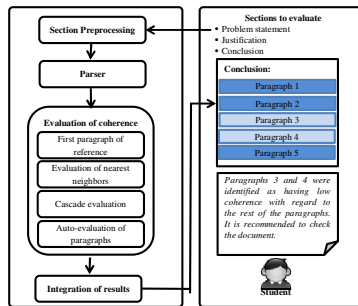 Section Preprocessing
Parser
Evaluation of coherence
First paragraph of
reference
Evaluation of nearest
neighbors
Cascade evaluation
Auto-evaluation of
paragraphs
Integration of results
Sections to evaluate
• Problem statement
• Justification
• Conclusion
Conclusion:
Paragraph 1
Paragraph 2
Paragraph 3
Paragraph 4
Paragraph 5
Paragraphs 3 and 4 were
identified as having low
coherence with regard to
the rest of the paragraphs.
It is recommended to check
the document.
Student